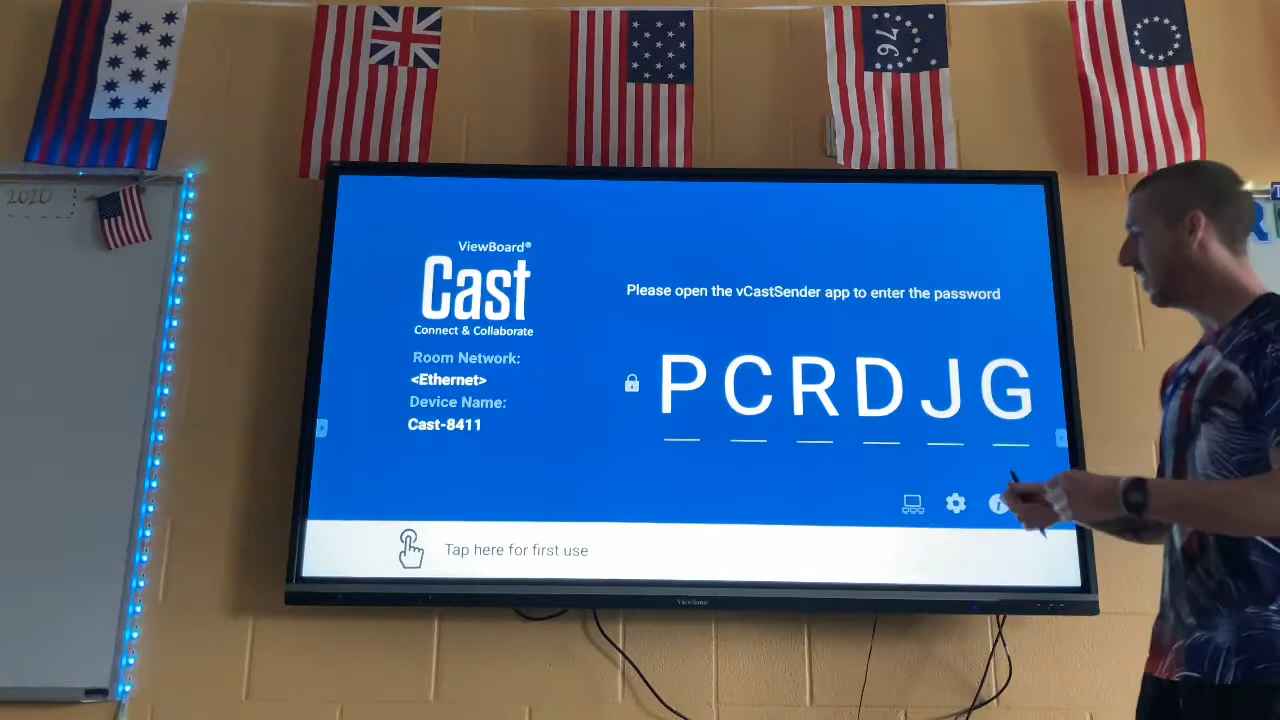 76
2020
ViewBoard®
Cast
Connect & Collaborate
Room Network:
<Ethernet>
Device Name:
Cast-8411
Please open the vCastSender app to enter the password
PCRDJG
Tap here for first use
ViewSonic